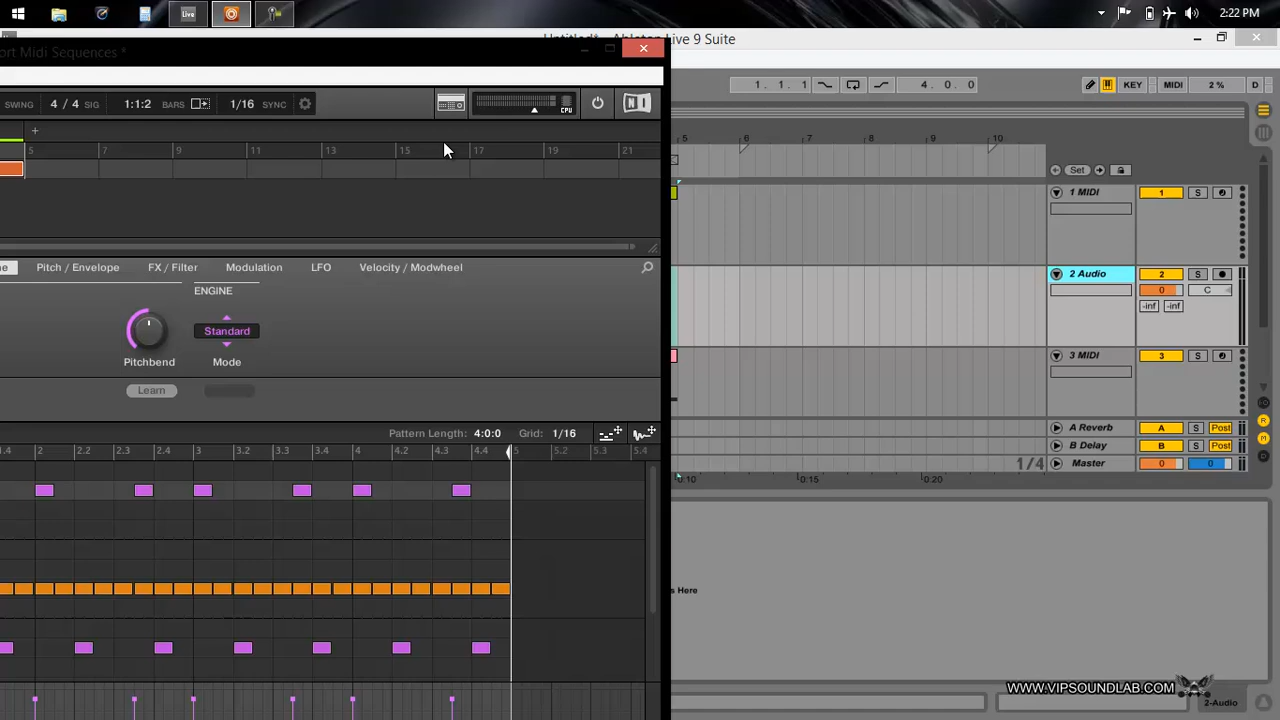 2:22 PM
Untitled* - Ableton Live 9 Suite
ort Midi Sequences *
SWING 4 / 4 SIG 1:1:2 BARS 1/16 SYNC
CPU
1. 1. 1 4. 0. 0 KEY MIDI 2 % D
+
5 7 9 11 13 15 17 19 21
5 6 7 8 9 10
Set
1 MIDI 1 S
ne Pitch / Envelope FX / Filter Modulation LFO Velocity / Modwheel
ENGINE
Standard
Pitchbend Mode
Learn
2 Audio 2 S
0 C
-inf -inf
3 MIDI 3 S
A Reverb A S Post
B Delay B S Post
1/4 Master 0 0
0:10 0:15 0:20
Pattern Length: 4:0:0 Grid: 1/16
1.4 2 2.2 2.3 2.4 3 3.2 3.3 3.4 4 4.2 4.3 4.4 5 5.2 5.3 5.4
s Here
WWW.VIPSOUNDLAB.COM
2-Audio